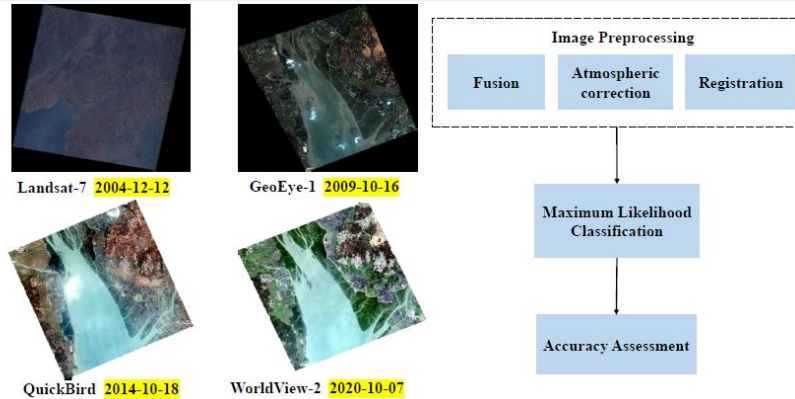 Landsat-7 2004-12-12
GeoEye-1 2009-10-16
QuickBird 2014-10-18
WorldView-2 2020-10-07
Image Preprocessing
Fusion
Atmospheric
correction
Registration
Maximum Likelihood
Classification
Accuracy Assessment